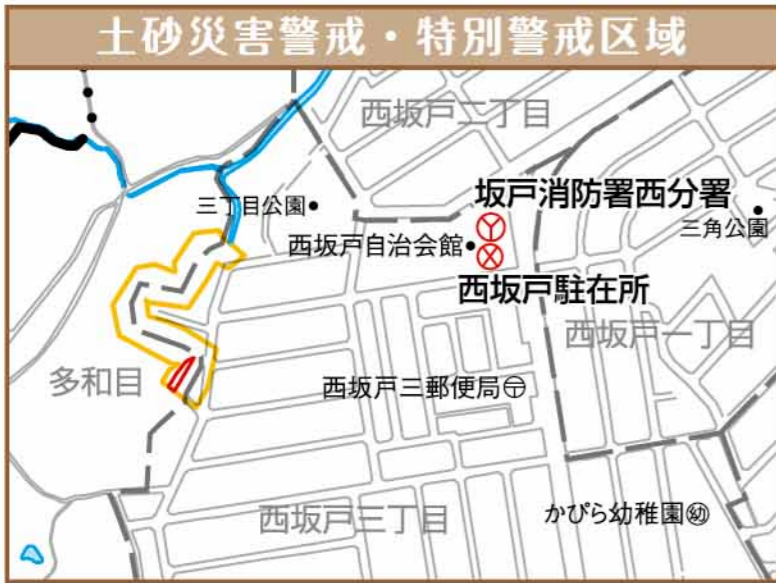 土砂災害警戒・特別警戒区域
西坂戸二丁目
坂戸消防署西分署
三丁目公園
三角公園
西坂戸自治会館
西坂戸駐在所
西坂戸一丁目
多和目
西坂戸三郵便局
西坂戸三丁目
かぴら幼稚園幼